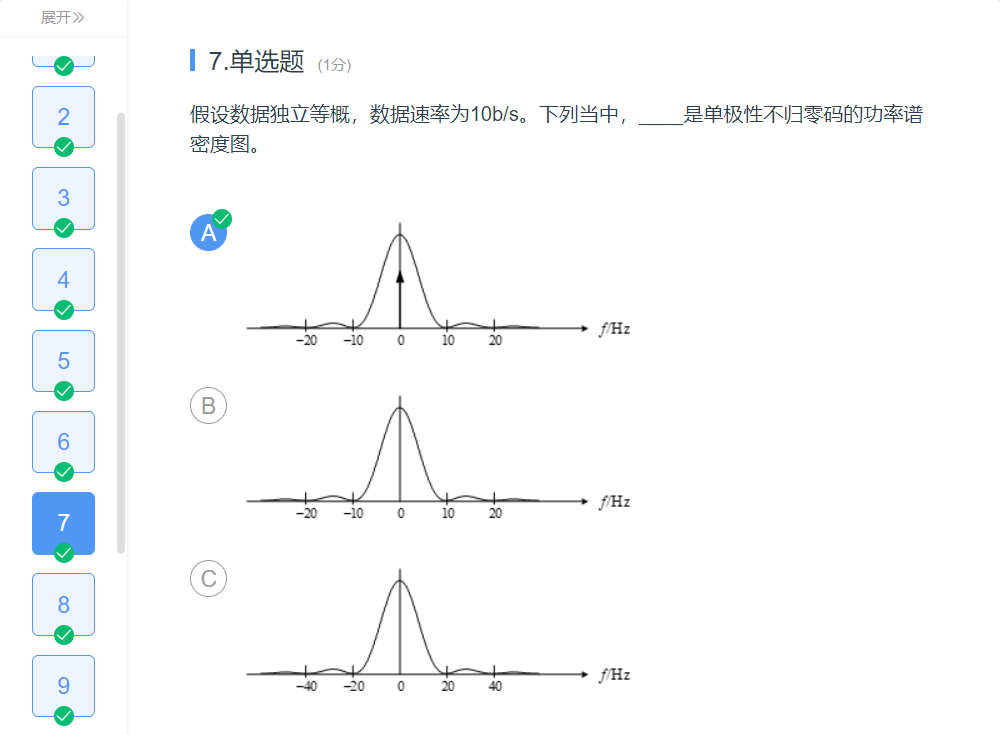 展开»
2
3
4
5
6
7
8
9
7.单选题 (1分)
假设数据独立等概，数据速率为10b/s。下列当中，____是单极性不归零码的功率谱
密度图。
A
−20 −10 0 10 20 f/Hz
B
−20 −10 0 10 20 f/Hz
C
−40 −20 0 20 40 f/Hz